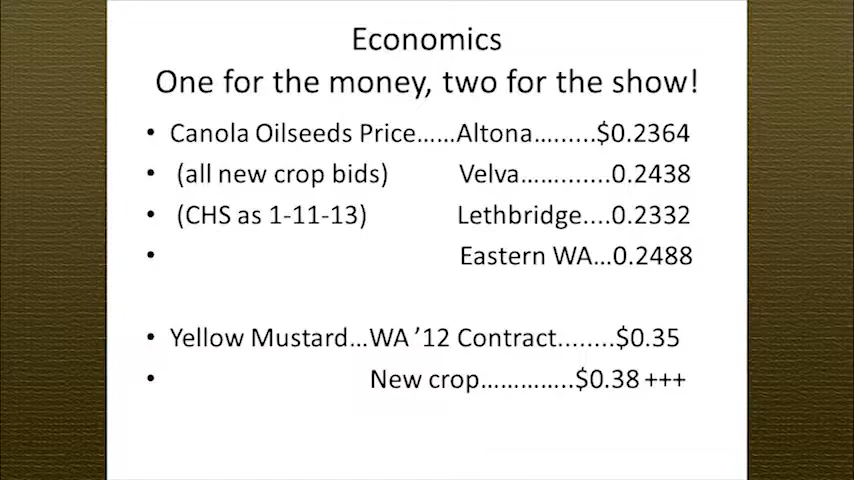 Economics
One for the money, two for the show!
• Canola Oilseeds Price……Altona….....$0.2364
• (all new crop bids) Velva…….......0.2438
• (CHS as 1-11-13) Lethbridge....0.2332
• Eastern WA…0.2488
• Yellow Mustard…WA ’12 Contract........$0.35
• New crop…………..$0.38 +++